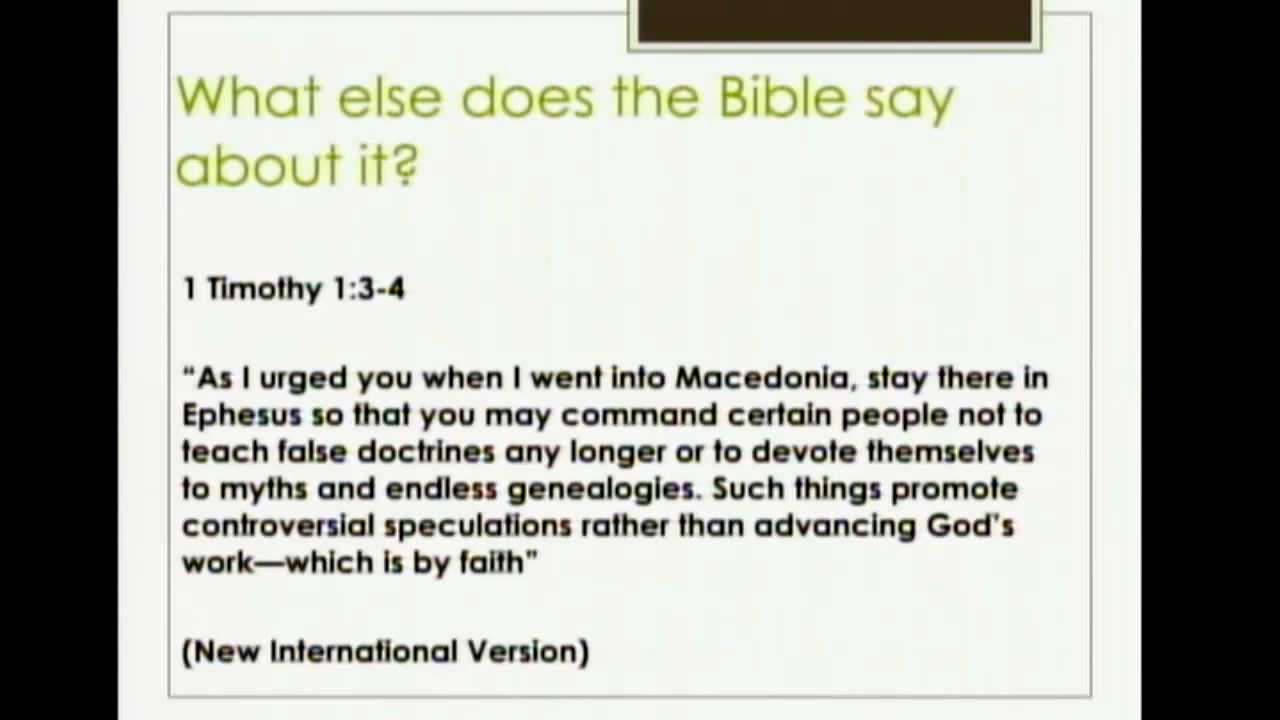 What else does the Bible say
about it?
1 Timothy 1:3-4
“As I urged you when I went into Macedonia, stay there in
Ephesus so that you may command certain people not to
teach false doctrines any longer or to devote themselves
to myths and endless genealogies. Such things promote
controversial speculations rather than advancing God’s
work—which is by faith”
(New International Version)